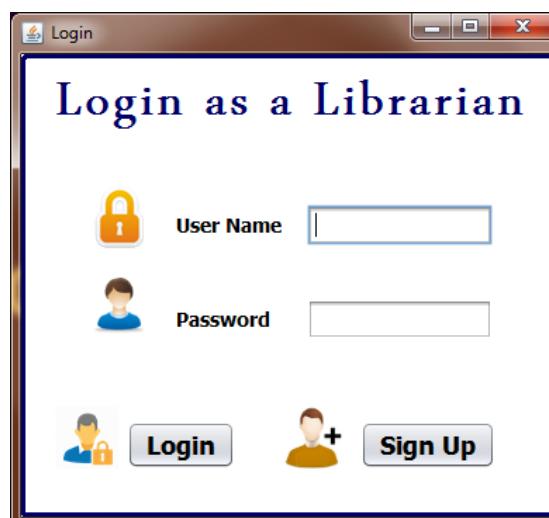 Login
Login as a Librarian
User Name
Password
Login
Sign Up